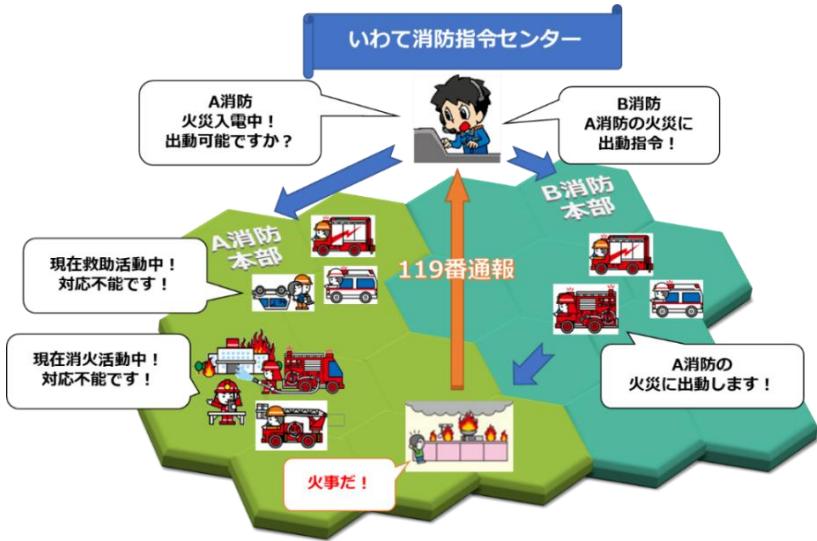 いわて消防指令センター
A消防
火災入電中！
出動可能ですか？
B消防
A消防の火災に
出動指令！
A消防
本部
B消防
本部
119番通報
現在救助活動中！
対応不能です！
現在消火活動中！
対応不能です！
A消防の
火災に出動します！
火事だ！